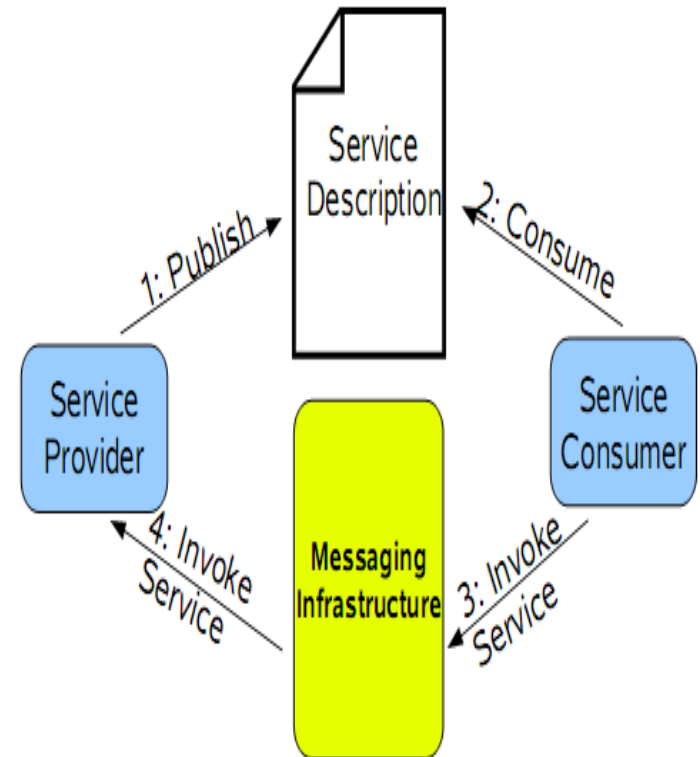 Service
Description
1: Publish
2: Consume
Service
Provider
Service
Consumer
Messaging
Infrastructure
4: Invoke
Service
3: Invoke
Service